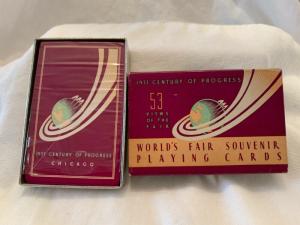 1933 CENTURY OF PROGRESS
CHICAGO
1933 CENTURY OF PROGRESS
53
VIEWS
OF THE
FAIR
WORLD'S FAIR SOUVENIR
PLAYING CARDS